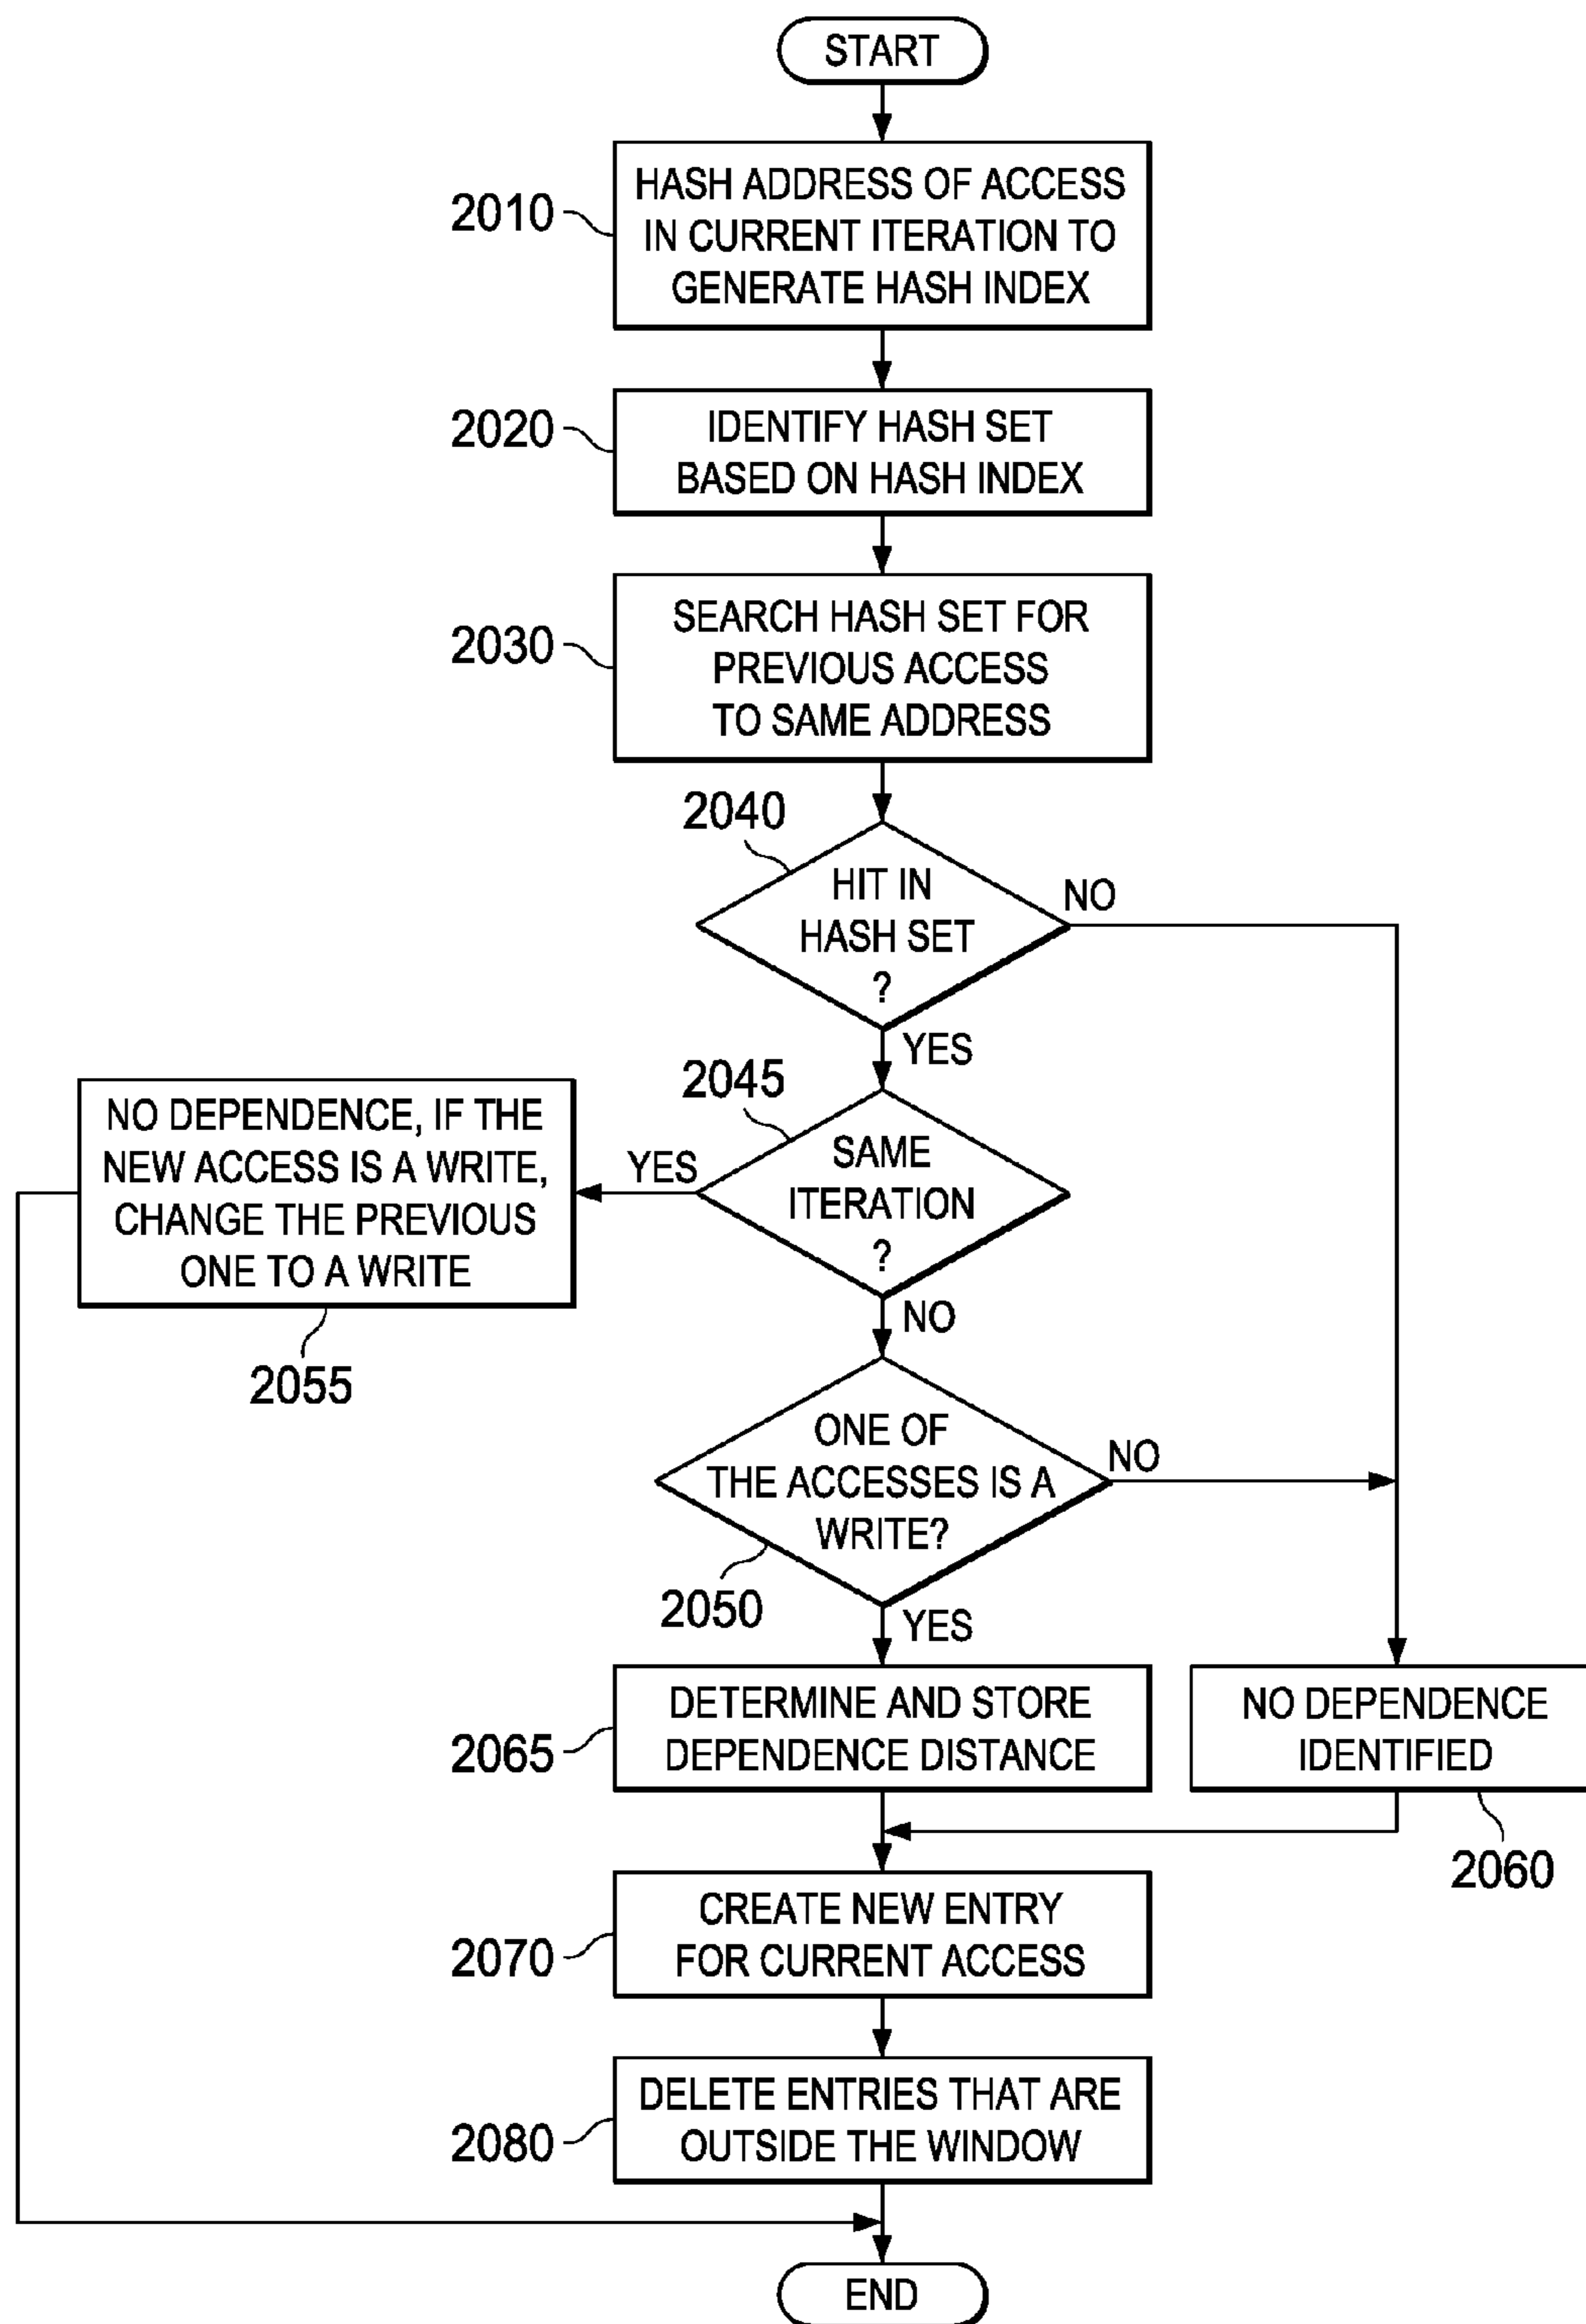 START
2010
HASH ADDRESS OF ACCESS
IN CURRENT ITERATION TO
GENERATE HASH INDEX
2020
IDENTIFY HASH SET
BASED ON HASH INDEX
2030
SEARCH HASH SET FOR
PREVIOUS ACCESS
TO SAME ADDRESS
2040
HIT IN
HASH SET
?
NO
YES
2045
SAME
ITERATION
?
YES
NO DEPENDENCE, IF THE
NEW ACCESS IS A WRITE,
CHANGE THE PREVIOUS
ONE TO A WRITE
2055
NO
ONE OF
THE ACCESSES IS A
WRITE?
NO
2050
YES
2065
DETERMINE AND STORE
DEPENDENCE DISTANCE
NO DEPENDENCE
IDENTIFIED
2060
2070
CREATE NEW ENTRY
FOR CURRENT ACCESS
2080
DELETE ENTRIES THAT ARE
OUTSIDE THE WINDOW
END